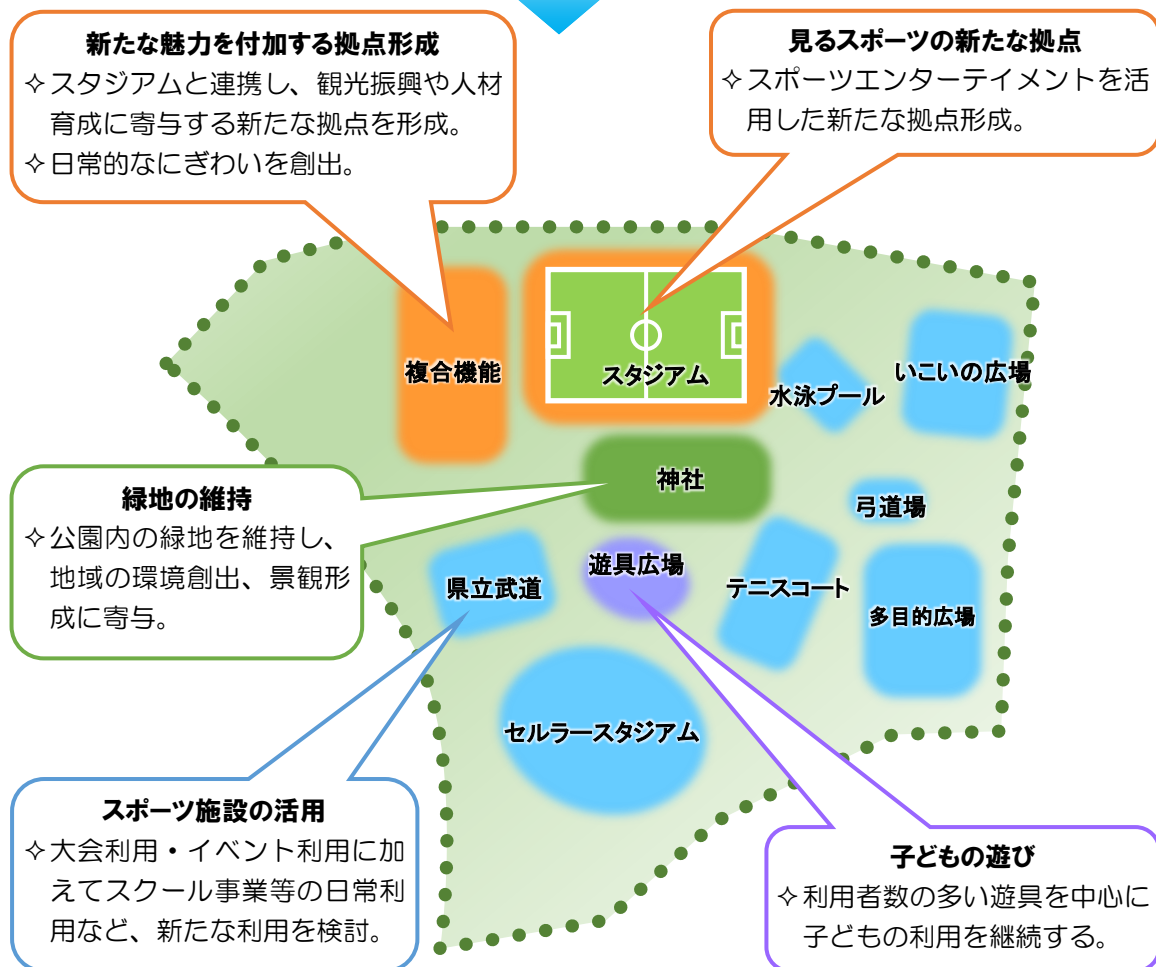 新たな魅力を付加する拠点形成
✧スタジアムと連携し、観光振興や人材
育成に寄与する新たな拠点を形成。
✧日常的なにぎわいを創出。
見るスポーツの新たな拠点
✧スポーツエンターテイメントを活
用した新たな拠点形成。
複合機能
スタジアム
水泳プール
いこいの広場
神社
弓道場
緑地の維持
✧公園内の緑地を維持し、
地域の環境創出、景観形
成に寄与。
県立武道
遊具広場
テニスコート
多目的広場
セルラースタジアム
スポーツ施設の活用
✧大会利用・イベント利用に加
えてスクール事業等の日常利
用など、新たな利用を検討。
子どもの遊び
✧利用者数の多い遊具を中心に
子どもの利用を継続する。